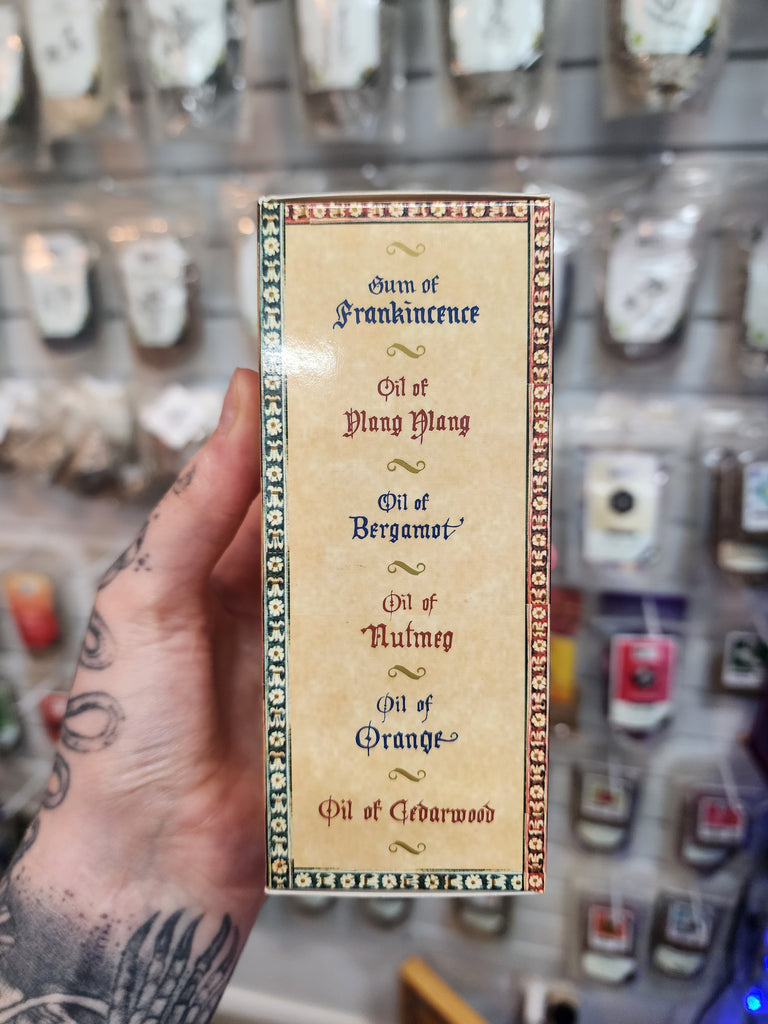 Gum of
Frankincence
Oil of
Ylang Ylang
Oil of
Bergamot
Oil of
Nutmeg
Oil of
Orange
Oil of Cedarwood